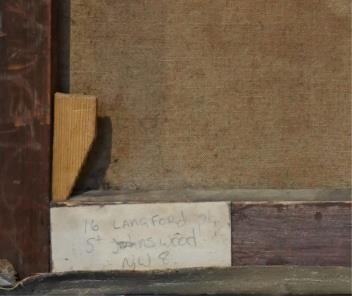 16 LANGFORD PL,
St Johns wood
NW 8